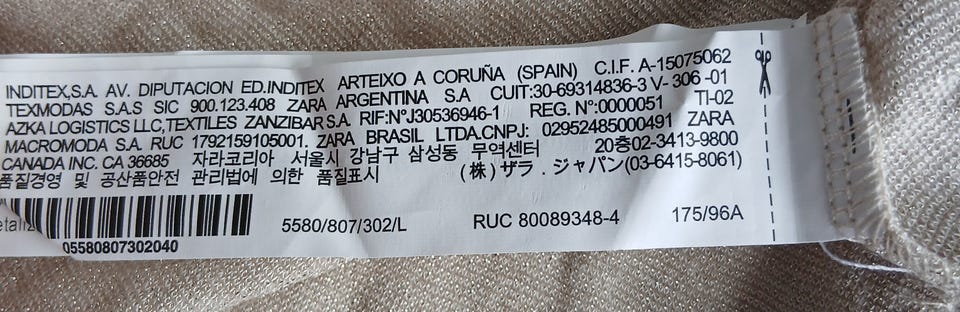 INDITEX,S.A. AV. DIPUTACION ED.INDITEX ARTEIXO A CORUÑA (SPAIN) C.I.F. A-15075062
TEXMODAS S.A.S SIC 900.123.408 ZARA ARGENTINA S.A CUIT:30-69314836-3 V- 306 -01
AZKA LOGISTICS LLC,TEXTILES ZANZIBAR S.A. RIF:NºJ30536946-1 REG. Nº:0000051 TI-02
MACROMODA S.A. RUC 1792159105001. ZARA BRASIL LTDA.CNPJ: 02952485000491 ZARA
CANADA INC. CA 36685 자라코리아 서울시 강남구 삼성동 무역센터 20층02-3413-9800
품질경영 및 공산품안전 관리법에 의한 품질표시 (株)ザラ.ジャパン(03-6415-8061)
05580807302040
5580/807/302/L RUC 80089348-4 175/96A